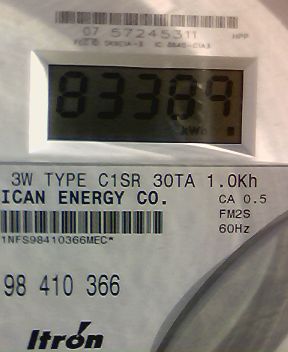 07 57245311 HPP
83389
kWh
3W TYPE C1SR 30TA 1.0Kh
ICAN ENERGY CO. CA 0.5
FM2S
60Hz
1NFS98410366MEC*
98 410 366
Itron